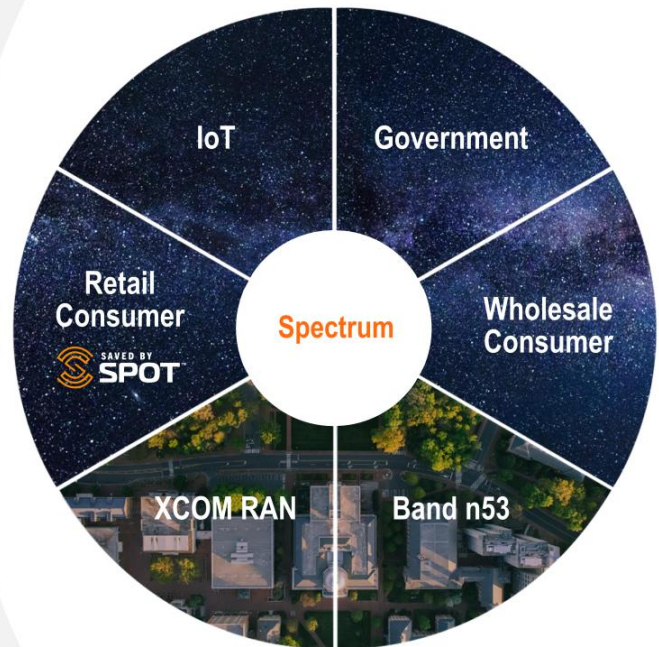 IoT
Government
Retail
Consumer
SAVED BY
SPOT
Wholesale
Consumer
Spectrum
XCOM RAN
Band n53